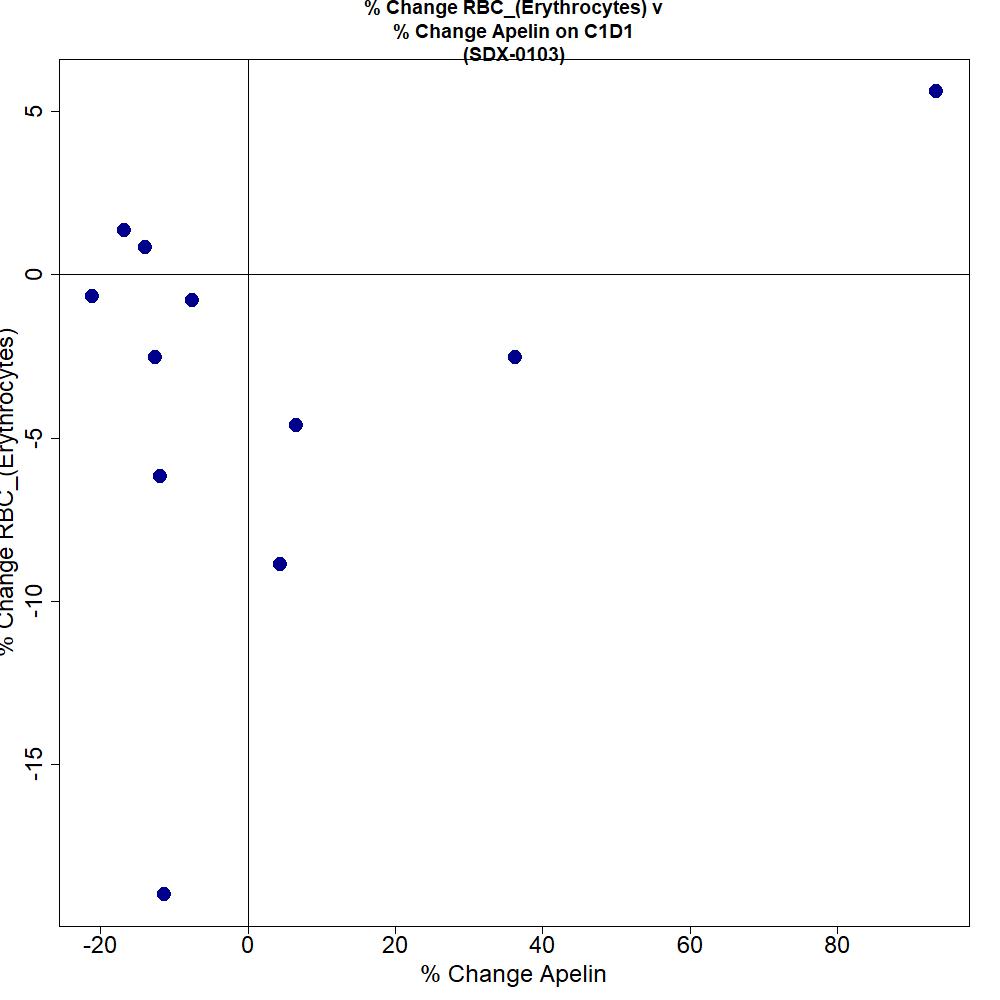 % Change RBC_(Erythrocytes) v
% Change Apelin on C1D1
(SDX-0103)
% Change RBC_(Erythrocytes)
5
0
-5
-10
-15
-20
0
20
40
60
80
% Change Apelin